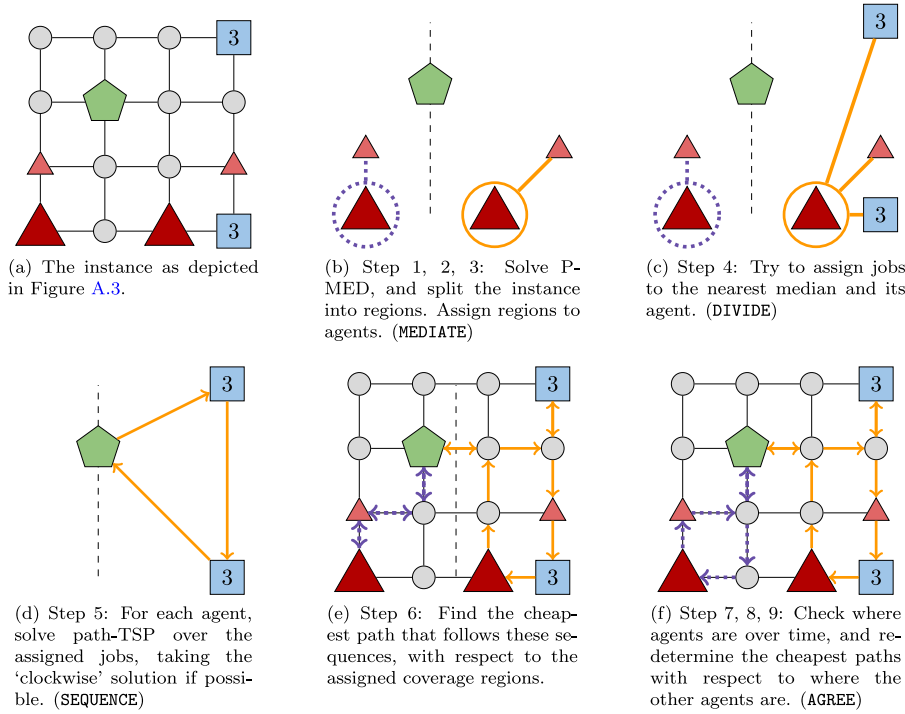 3
3
(a) The instance as depicted
in Figure A.3.
(b) Step 1, 2, 3: Solve P-
MED, and split the instance
into regions. Assign regions to
agents. (MEDIATE)
3
3
(c) Step 4: Try to assign jobs
to the nearest median and its
agent. (DIVIDE)
3
3
(d) Step 5: For each agent,
solve path-TSP over the
assigned jobs, taking the
‘clockwise’ solution if possi-
ble. (SEQUENCE)
3
3
(e) Step 6: Find the cheap-
est path that follows these se-
quences, with respect to the
assigned coverage regions.
3
3
(f) Step 7, 8, 9: Check where
agents are over time, and re-
determine the cheapest paths
with respect to where the
other agents are. (AGREE)